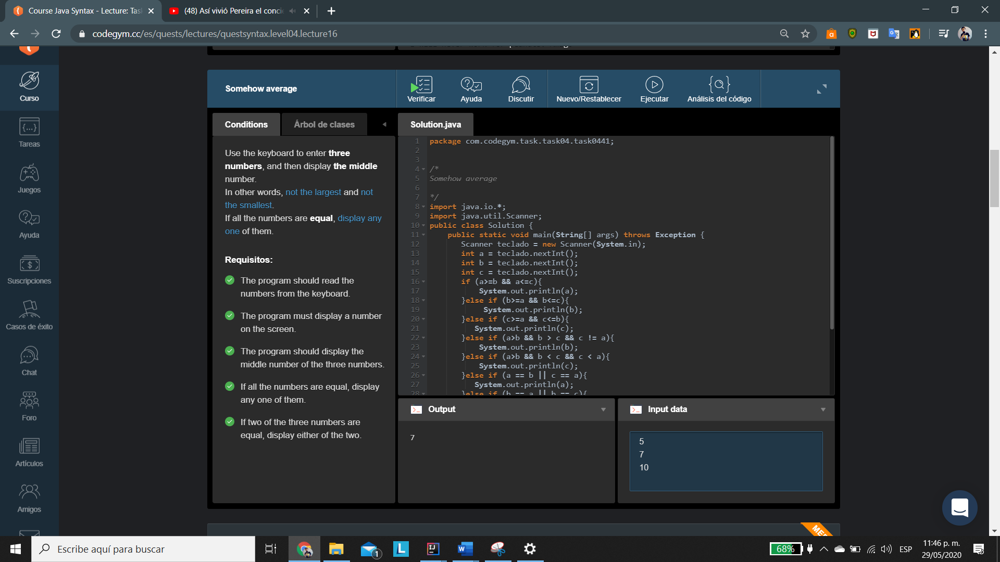 Course Java Syntax - Lecture: Tas
(48) Así vivió Pereira el concie
codegym.cc/es/quests/lectures/questsyntax.level04.lecture16
Curso
Tareas
Juegos
Ayuda
Suscripciones
Casos de éxito
Chat
Foro
Artículos
Amigos
Somehow average
Verificar
Ayuda
Discutir
Nuevo/Restablecer
Ejecutar
Análisis del código
Conditions
Árbol de clases
Solution.java
Use the keyboard to enter three
numbers, and then display the middle
number.
In other words, not the largest and not
the smallest.
If all the numbers are equal, display any
one of them.
Requisitos:
The program should read the
numbers from the keyboard.
The program must display a number
on the screen.
The program should display the
middle number of the three numbers.
If all the numbers are equal, display
any one of them.
If two of the three numbers are
equal, display either of the two.
1 package com.codegym.task.task04.task0441;
2
3
4 /*
5 Somehow average
6
7 */
8 import java.io.*;
9 import java.util.Scanner;
10 public class Solution {
11 public static void main(String[] args) throws Exception {
12 Scanner teclado = new Scanner(System.in);
13 int a = teclado.nextInt();
14 int b = teclado.nextInt();
15 int c = teclado.nextInt();
16 if (a>=b && a<=c){
17 System.out.println(a);
18 }else if (b>=a && b<=c){
19 System.out.println(b);
20 }else if (c>=a && c<=b){
21 System.out.println(c);
22 }else if (a>b && b > c && c != a){
23 System.out.println(b);
24 }else if (a>b && b < c && c < a){
25 System.out.println(c);
26 }else if (a == b || c == a){
27 System.out.println(a);
28 }else if (b == a || b == c){
Output
7
Input data
5
7
10
Escribe aquí para buscar
1
68%
ESP
11:46 p. m.
29/05/2020